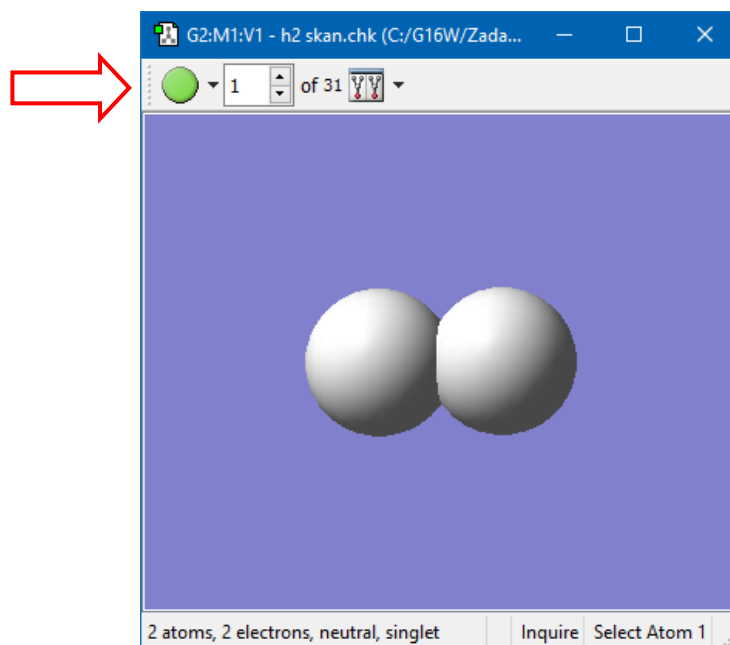 G2:M1:V1 - h2 skan.chk (C:/G16W/Zada...
1 of 31
2 atoms, 2 electrons, neutral, singlet Inquire Select Atom 1